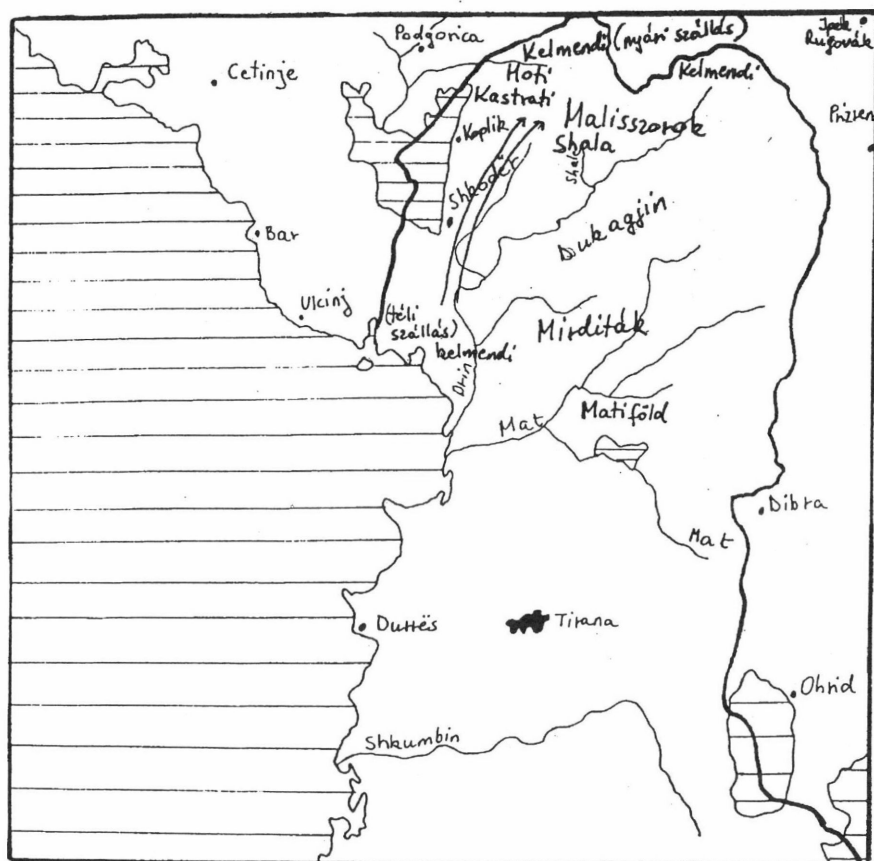 Podgorica
Kelmendi (nyári szállás)
Ipek
Rugovák
Cetinje
Hoti
Kelmendi
Kastrati
Koplik
Malisszorok
Prizren
Shala
Shala
Shkodër
Dukagjin
Bar
Ulcinj
(téli
szállás)
kelmendi
Mirditák
Drin
Mat
Matiföld
Dibra
Mat
Durrës
Tirana
Ohrid
Shkumbin